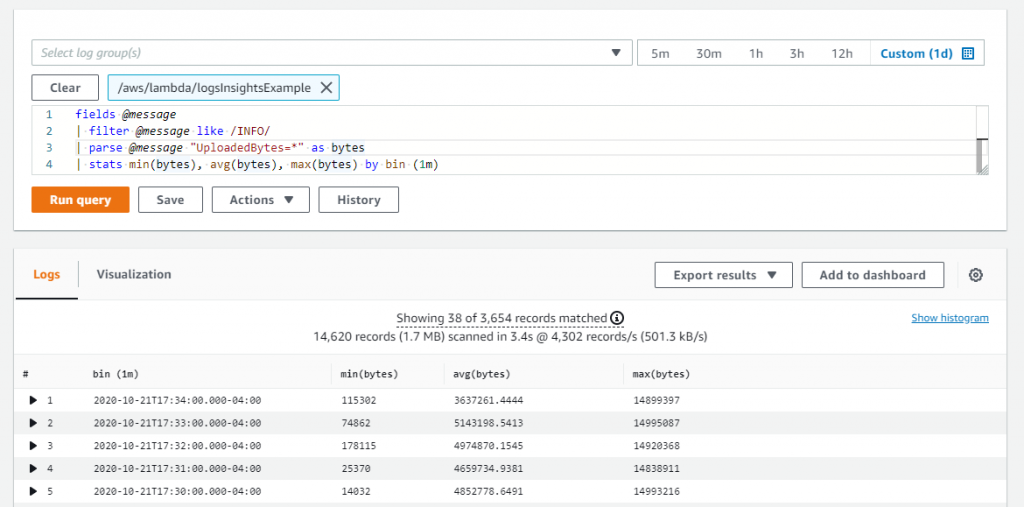 Select log group(s) 5m 30m 1h 3h 12h Custom (1d)
Clear /aws/lambda/logsInsightsExample
1 fields @message
2 | filter @message like /INFO/
3 | parse @message "UploadedBytes=*" as bytes
4 | stats min(bytes), avg(bytes), max(bytes) by bin (1m)
Run query Save Actions History
Logs Visualization Export results Add to dashboard
Showing 38 of 3,654 records matched Show histogram
14,620 records (1.7 MB) scanned in 3.4s @ 4,302 records/s (501.3 kB/s)
# bin (1m) min(bytes) avg(bytes) max(bytes)
1 2020-10-21T17:34:00.000-04:00 115302 3637261.4444 14899397
2 2020-10-21T17:33:00.000-04:00 74862 5143198.5413 14995087
3 2020-10-21T17:32:00.000-04:00 178115 4974870.1545 14920368
4 2020-10-21T17:31:00.000-04:00 25370 4659734.9381 14838911
5 2020-10-21T17:30:00.000-04:00 14032 4852778.6491 14993216